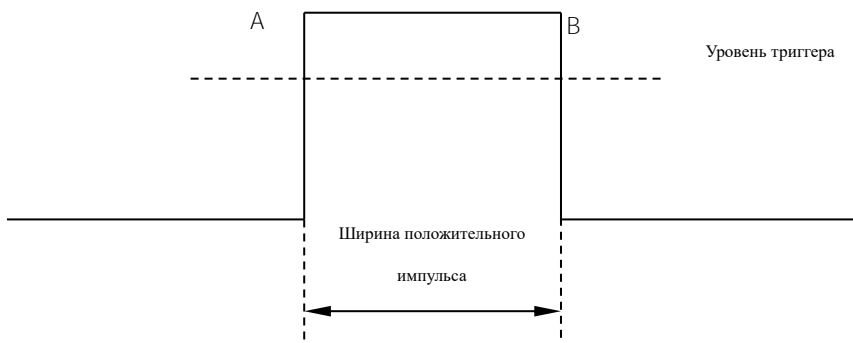 A
B
Уровень триггера
Ширина положительного
импульса